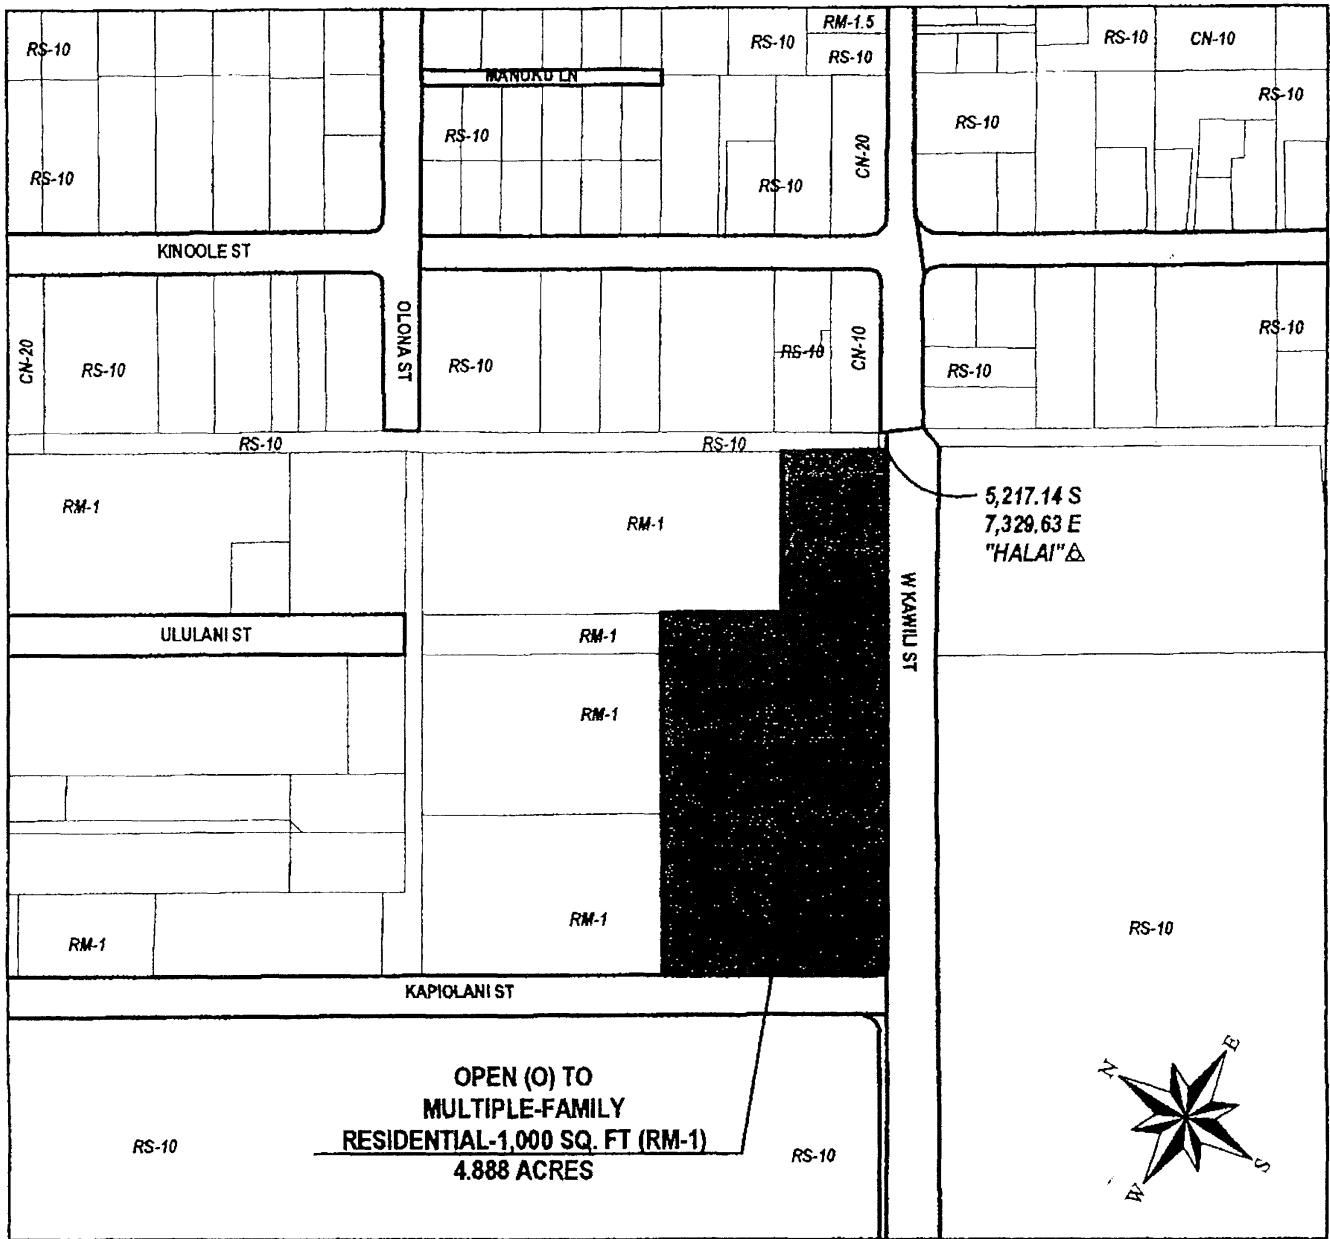 RM-1.5
RS-10
RS-10
RS-10
RS-10
CN-10
MANUKU LN
RS-10
RS-10
RS-10
CN-20
RS-10
RS-10
KINOOLE ST
OLONA ST
CN-20
RS-10
RS-10
RS-10
CN-10
RS-10
RS-10
RS-10
RS-10
RM-1
RM-1
5,217.14 S
7,329.63 E
"HALAI"
W KAWILI ST
ULULANI ST
RM-1
RM-1
RM-1
RM-1
RS-10
KAPIOLANI ST
OPEN (O) TO
MULTIPLE-FAMILY
RESIDENTIAL-1,000 SQ. FT (RM-1)
4.888 ACRES
RS-10
RS-10
N
E
W
S